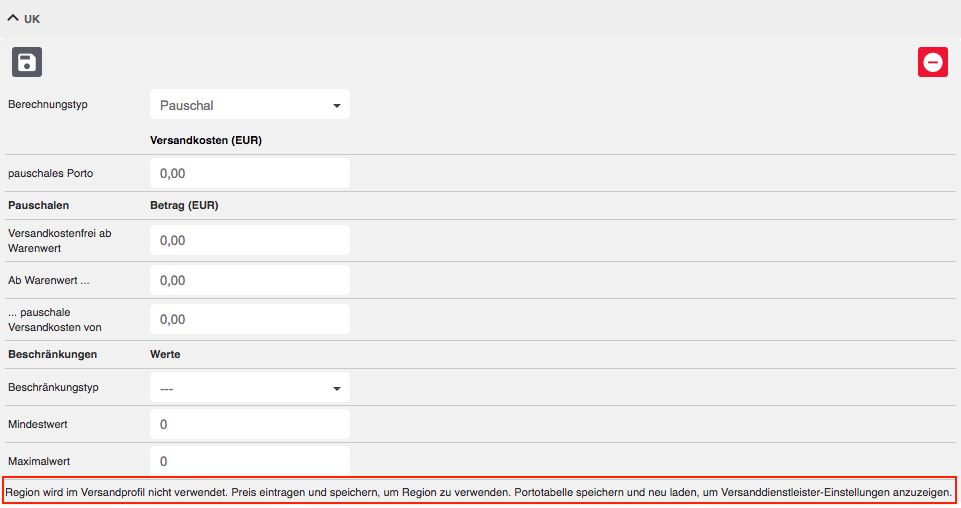 UK
Berechnungstyp Pauschal
Versandkosten (EUR)
pauschales Porto 0,00
Pauschalen Betrag (EUR)
Versandkostenfrei ab
Warenwert 0,00
Ab Warenwert ... 0,00
... pauschale
Versandkosten von 0,00
Beschränkungen Werte
Beschränkungstyp ---
Mindestwert 0
Maximalwert 0
Region wird im Versandprofil nicht verwendet. Preis eintragen und speichern, um Region zu verwenden. Portotabelle speichern und neu laden, um Versanddienstleister-Einstellungen anzuzeigen.